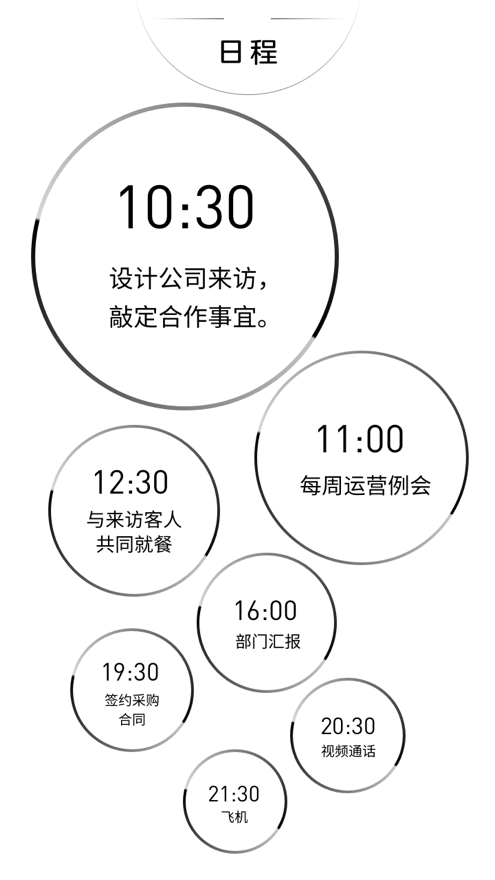 日程
10:30
设计公司来访，
敲定合作事宜。
11:00
每周运营例会
12:30
与来访客人
共同就餐
16:00
部门汇报
19:30
签约采购
合同
20:30
视频通话
21:30
飞机